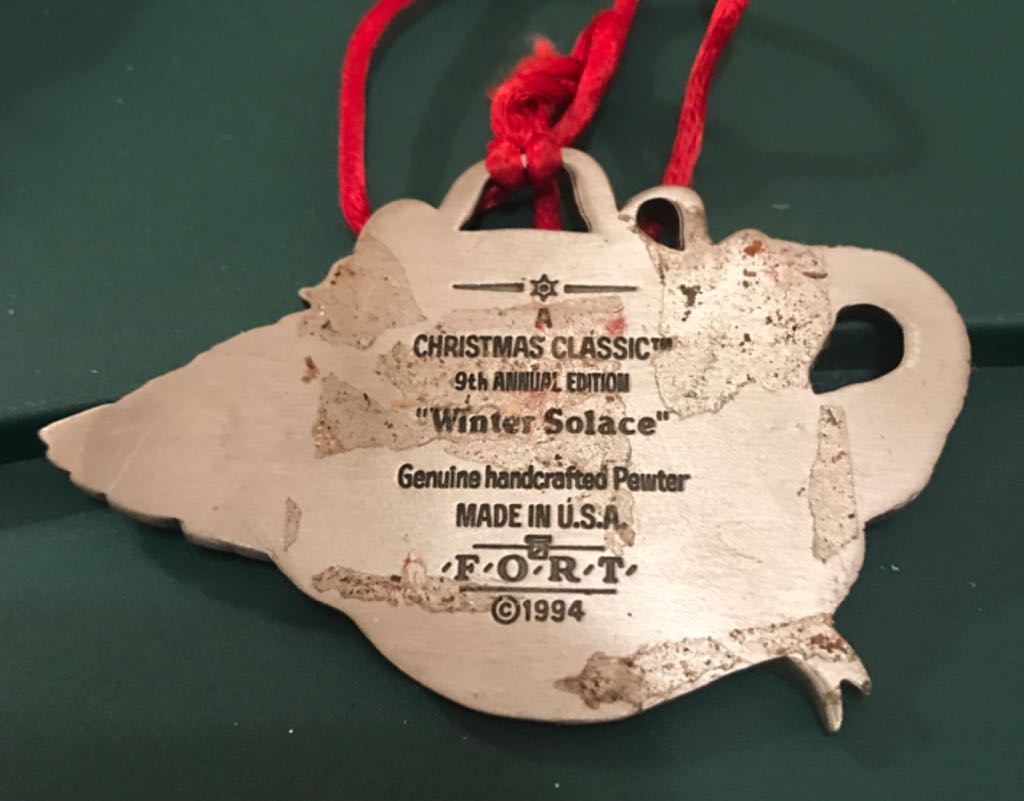 A
CHRISTMAS CLASSIC™
9th ANNUAL EDITION
"Winter Solace"
Genuine handcrafted Pewter
MADE IN U.S.A.
·F·O·R·T·
©1994